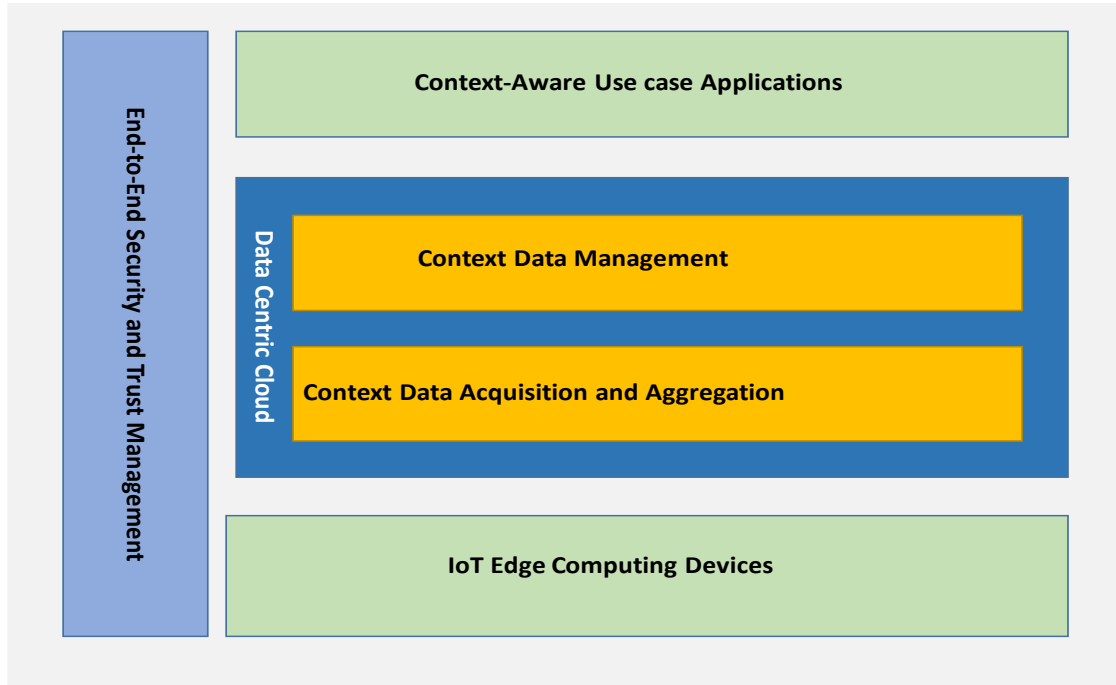 End-to-End Security and Trust Management
Context-Aware Use case Applications
Data Centric Cloud
Context Data Management
Context Data Acquisition and Aggregation
IoT Edge Computing Devices